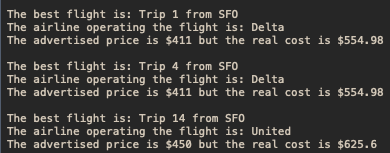 The best flight is: Trip 1 from SFO
The airline operating the flight is: Delta
The advertised price is $411 but the real cost is $554.98
The best flight is: Trip 4 from SFO
The airline operating the flight is: Delta
The advertised price is $411 but the real cost is $554.98
The best flight is: Trip 14 from SFO
The airline operating the flight is: United
The advertised price is $450 but the real cost is $625.6